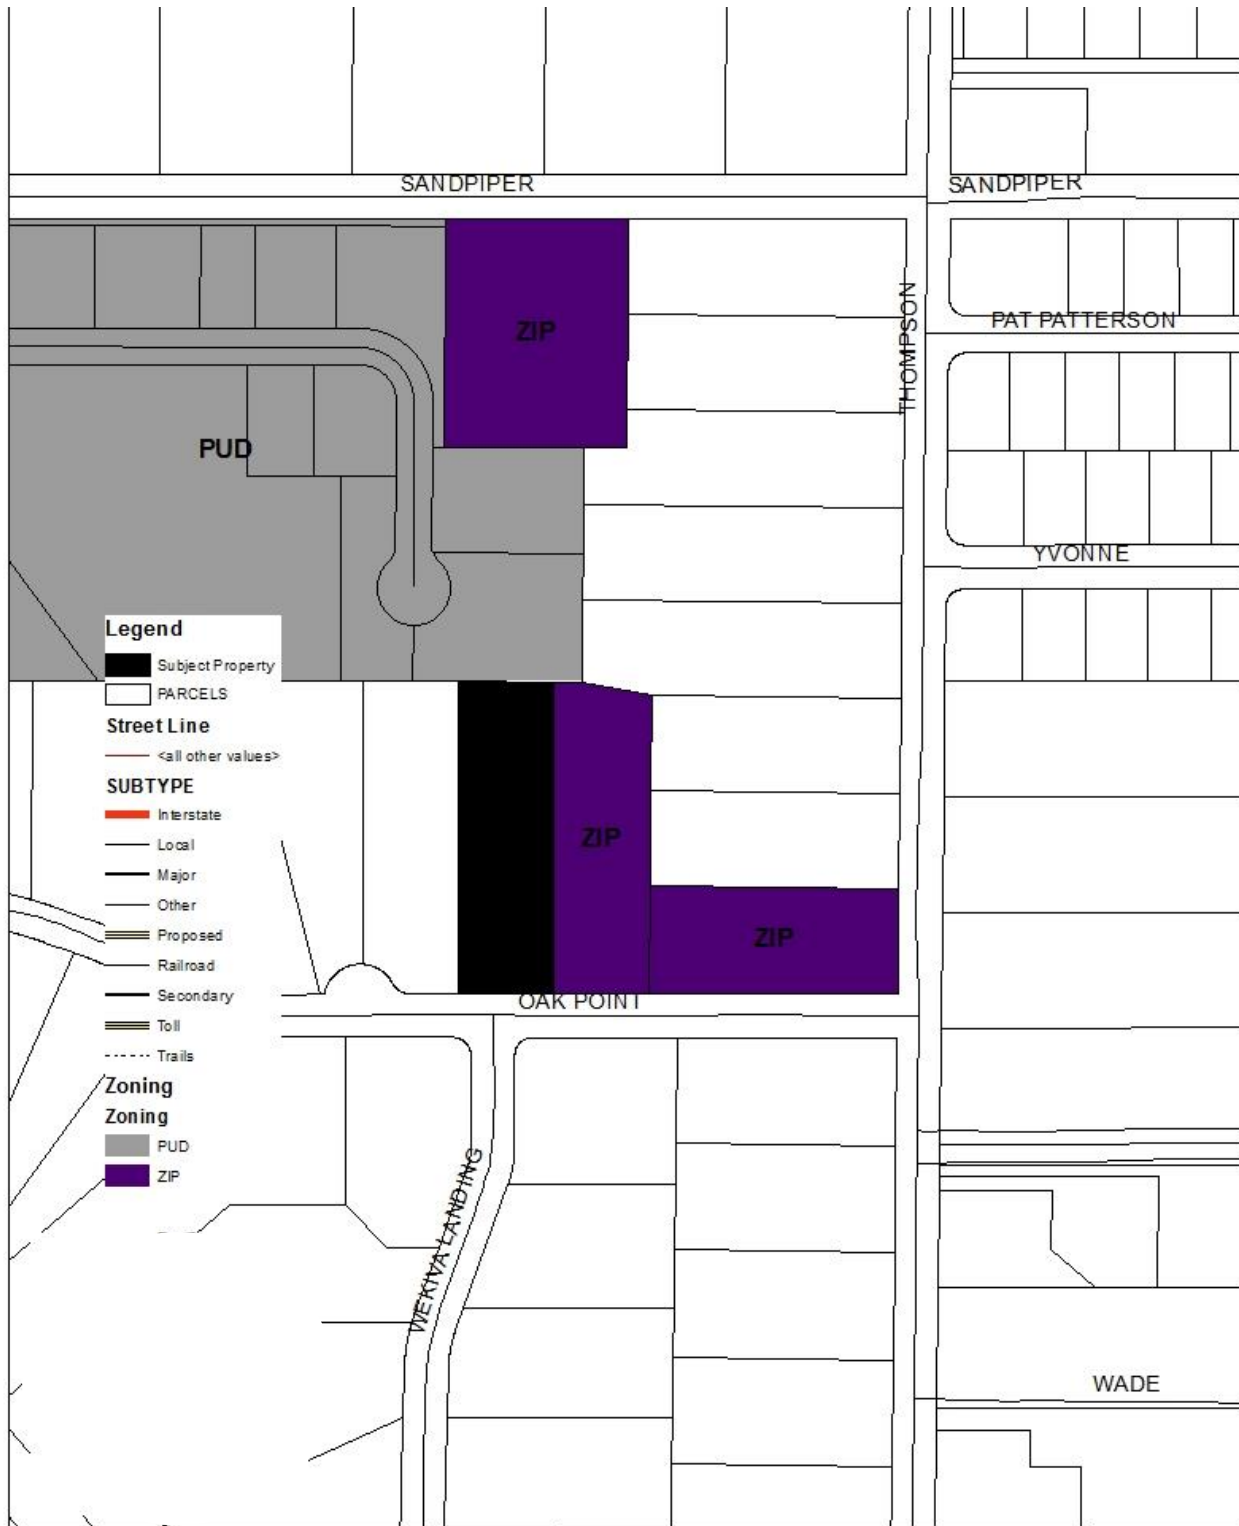 SANDPIPER
SANDPIPER
THOMPSON
ZIP
PAT PATTERSON
PUD
YVONNE
Legend
Subject Property
PARCELS
Street Line
<all other values>
SUBTYPE
Interstate
Local
Major
Other
Proposed
Railroad
Secondary
Toll
Trails
Zoning
Zoning
PUD
ZIP
ZIP
ZIP
OAK POINT
WEKIVA LANDING
WADE